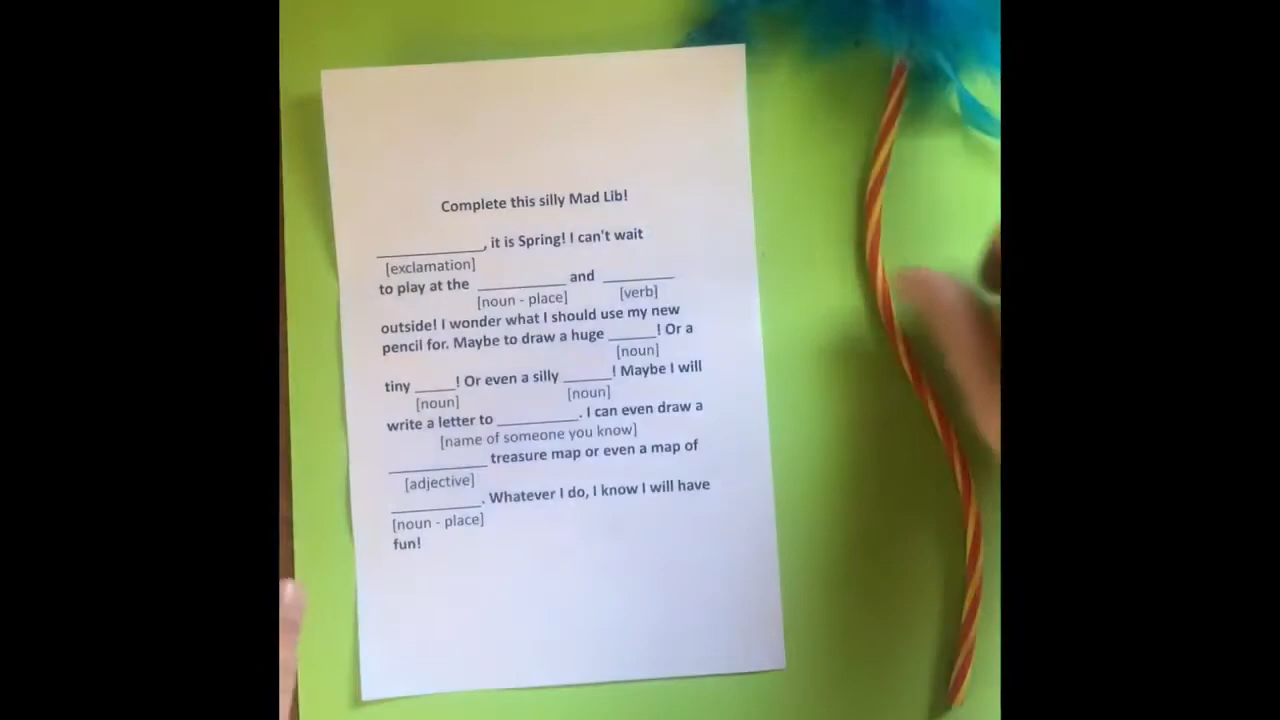 Complete this silly Mad Lib!
____________, it is Spring! I can't wait
[exclamation]
to play at the __________ and ________
[noun - place] [verb]
outside! I wonder what I should use my new
pencil for. Maybe to draw a huge ______! Or a
[noun]
tiny _____! Or even a silly ______! Maybe I will
[noun] [noun]
write a letter to __________. I can even draw a
[name of someone you know]
____________ treasure map or even a map of
[adjective]
___________. Whatever I do, I know I will have
[noun - place]
fun!